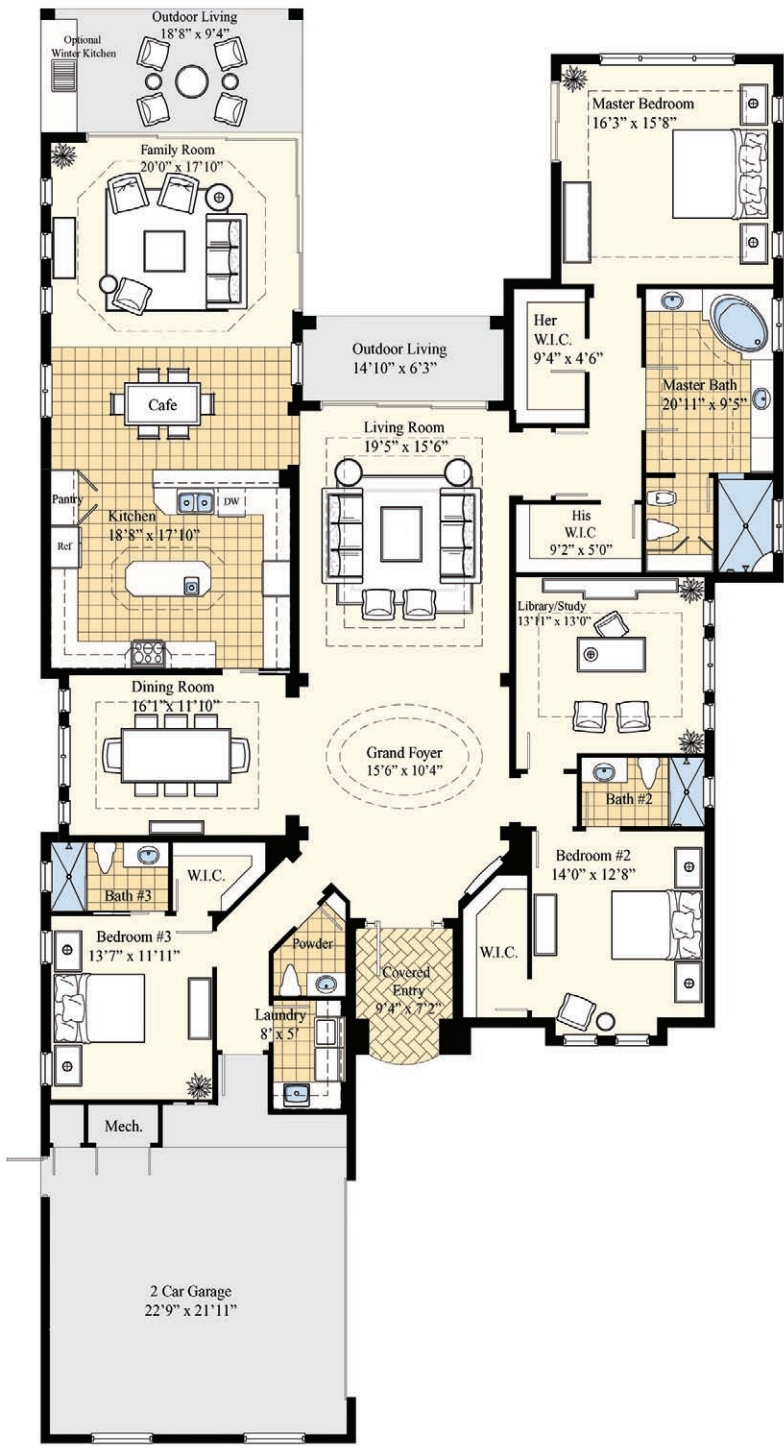 Outdoor Living
18’8” x 9’4”
Optional
Winter Kitchen
Master Bedroom
16’3” x 15’8”
Family Room
20’0” x 17’10”
Her
W.I.C.
9’4” x 4’6”
Outdoor Living
14’10” x 6’3”
Master Bath
20’11” x 9’5”
Cafe
Living Room
19’5” x 15’6”
Pantry
DW
Kitchen
18’8” x 17’10”
Ref
His
W.I.C
9’2” x 5’0”
Library/Study
13’11” x 13’0”
Dining Room
16’1”x 11’10”
Grand Foyer
15’6” x 10’4”
Bath #2
Bedroom #2
14’0” x 12’8”
W.I.C.
Bath #3
Bedroom #3
13’7” x 11’11”
Powder
W.I.C.
Covered
Entry
9’4” x 7’2”
Laundry
8’ x 5’
Mech.
2 Car Garage
22’9” x 21’11”